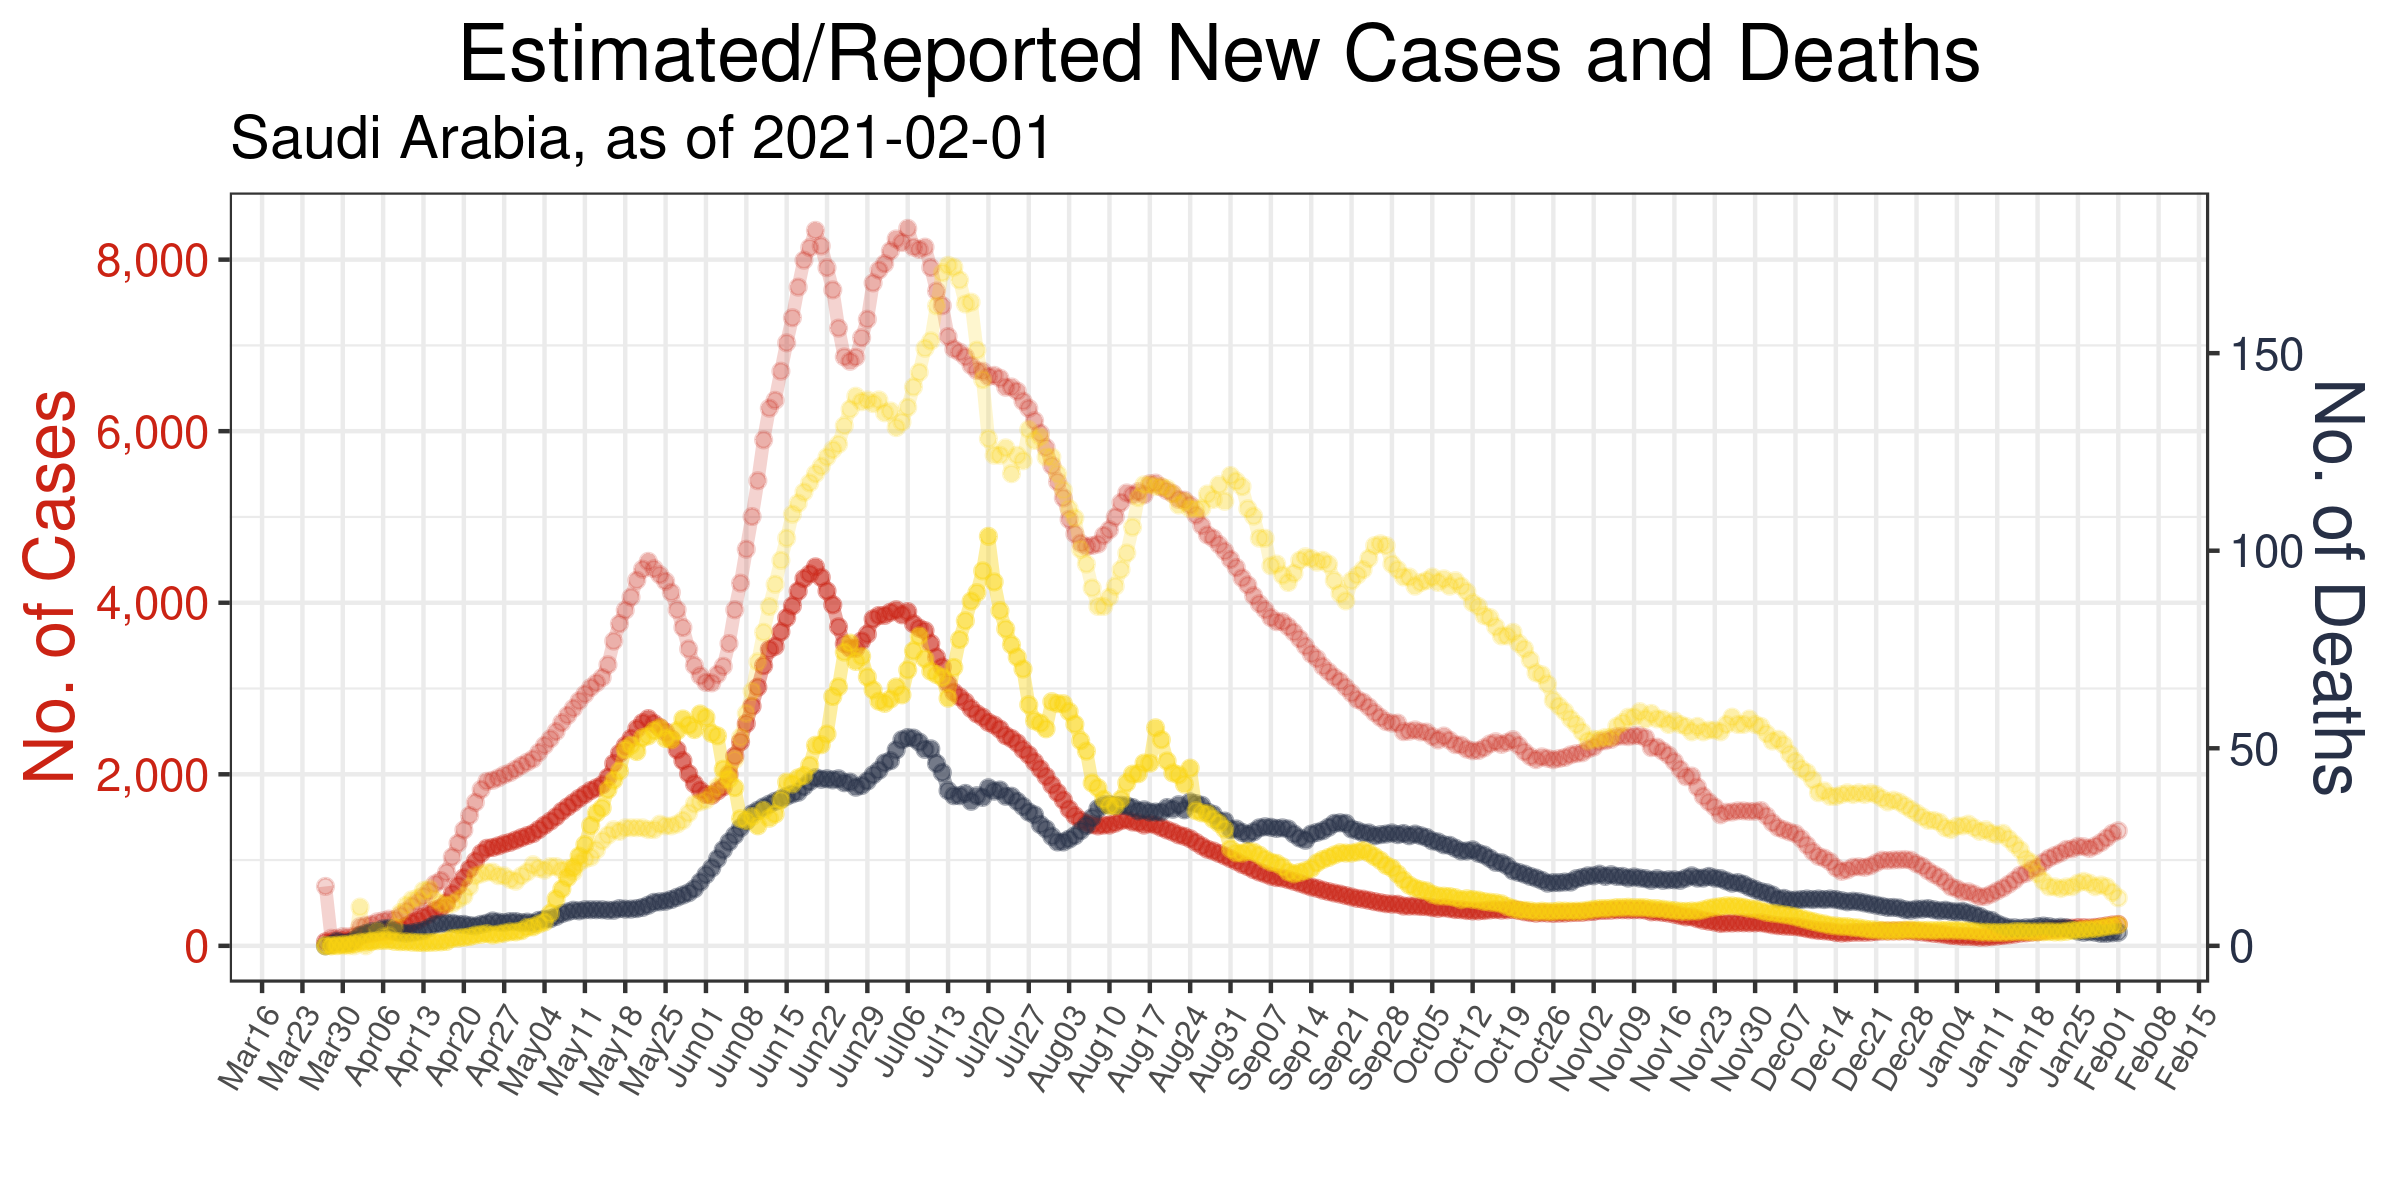 Estimated/Reported New Cases and Deaths
Saudi Arabia, as of 2021-02-01
No. of Cases
8,000
6,000
4,000
2,000
0
150
100
50
0
No. of Deaths
Mar16
Mar23
Mar30
Apr06
Apr13
Apr20
Apr27
May04
May11
May18
May25
Jun01
Jun08
Jun15
Jun22
Jun29
Jul06
Jul13
Jul20
Jul27
Aug03
Aug10
Aug17
Aug24
Aug31
Sep07
Sep14
Sep21
Sep28
Oct05
Oct12
Oct19
Oct26
Nov02
Nov09
Nov16
Nov23
Nov30
Dec07
Dec14
Dec21
Dec28
Jan04
Jan11
Jan18
Jan25
Feb01
Feb08
Feb15